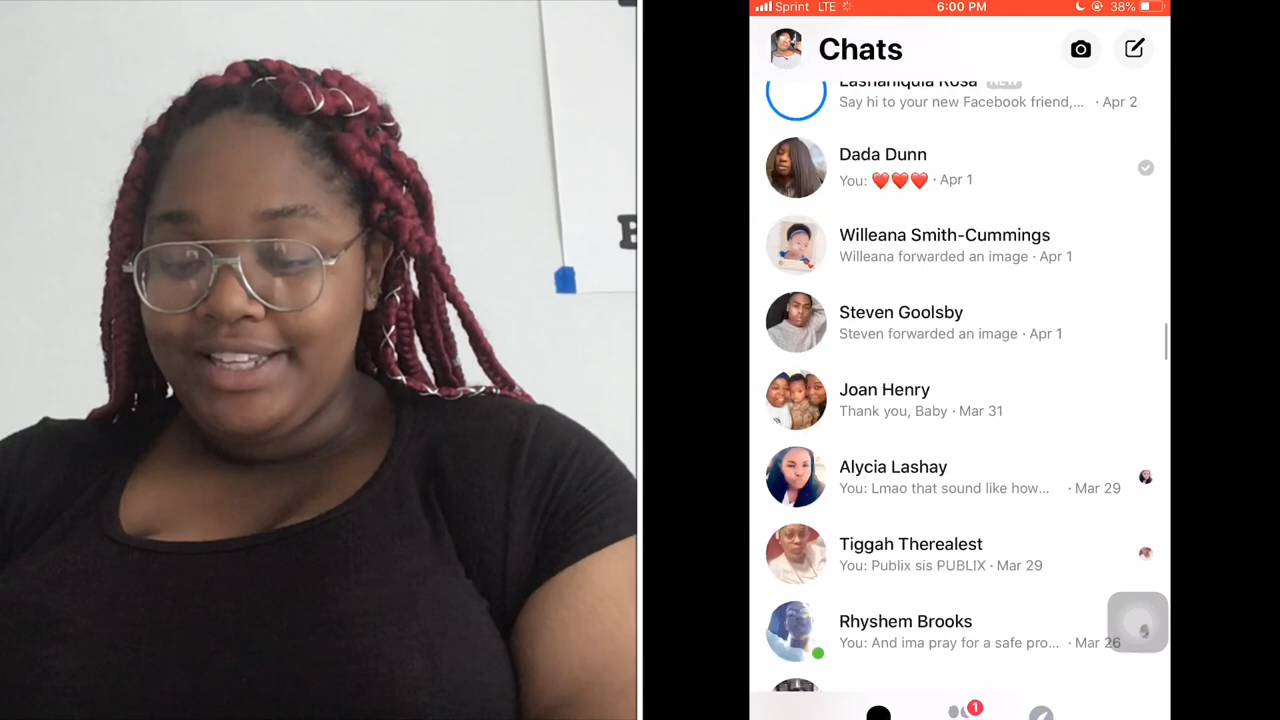 Sprint LTE 6:00 PM 38%
Chats
Lashaniquia Rosa NEW
Say hi to your new Facebook friend,... · Apr 2
Dada Dunn
You: ❤️❤️❤️ · Apr 1
Willeana Smith-Cummings
Willeana forwarded an image · Apr 1
Steven Goolsby
Steven forwarded an image · Apr 1
Joan Henry
Thank you, Baby · Mar 31
Alycia Lashay
You: Lmao that sound like how... · Mar 29
Tiggah Therealest
You: Publix sis PUBLIX · Mar 29
Rhyshem Brooks
You: And ima pray for a safe pro... · Mar 26
1